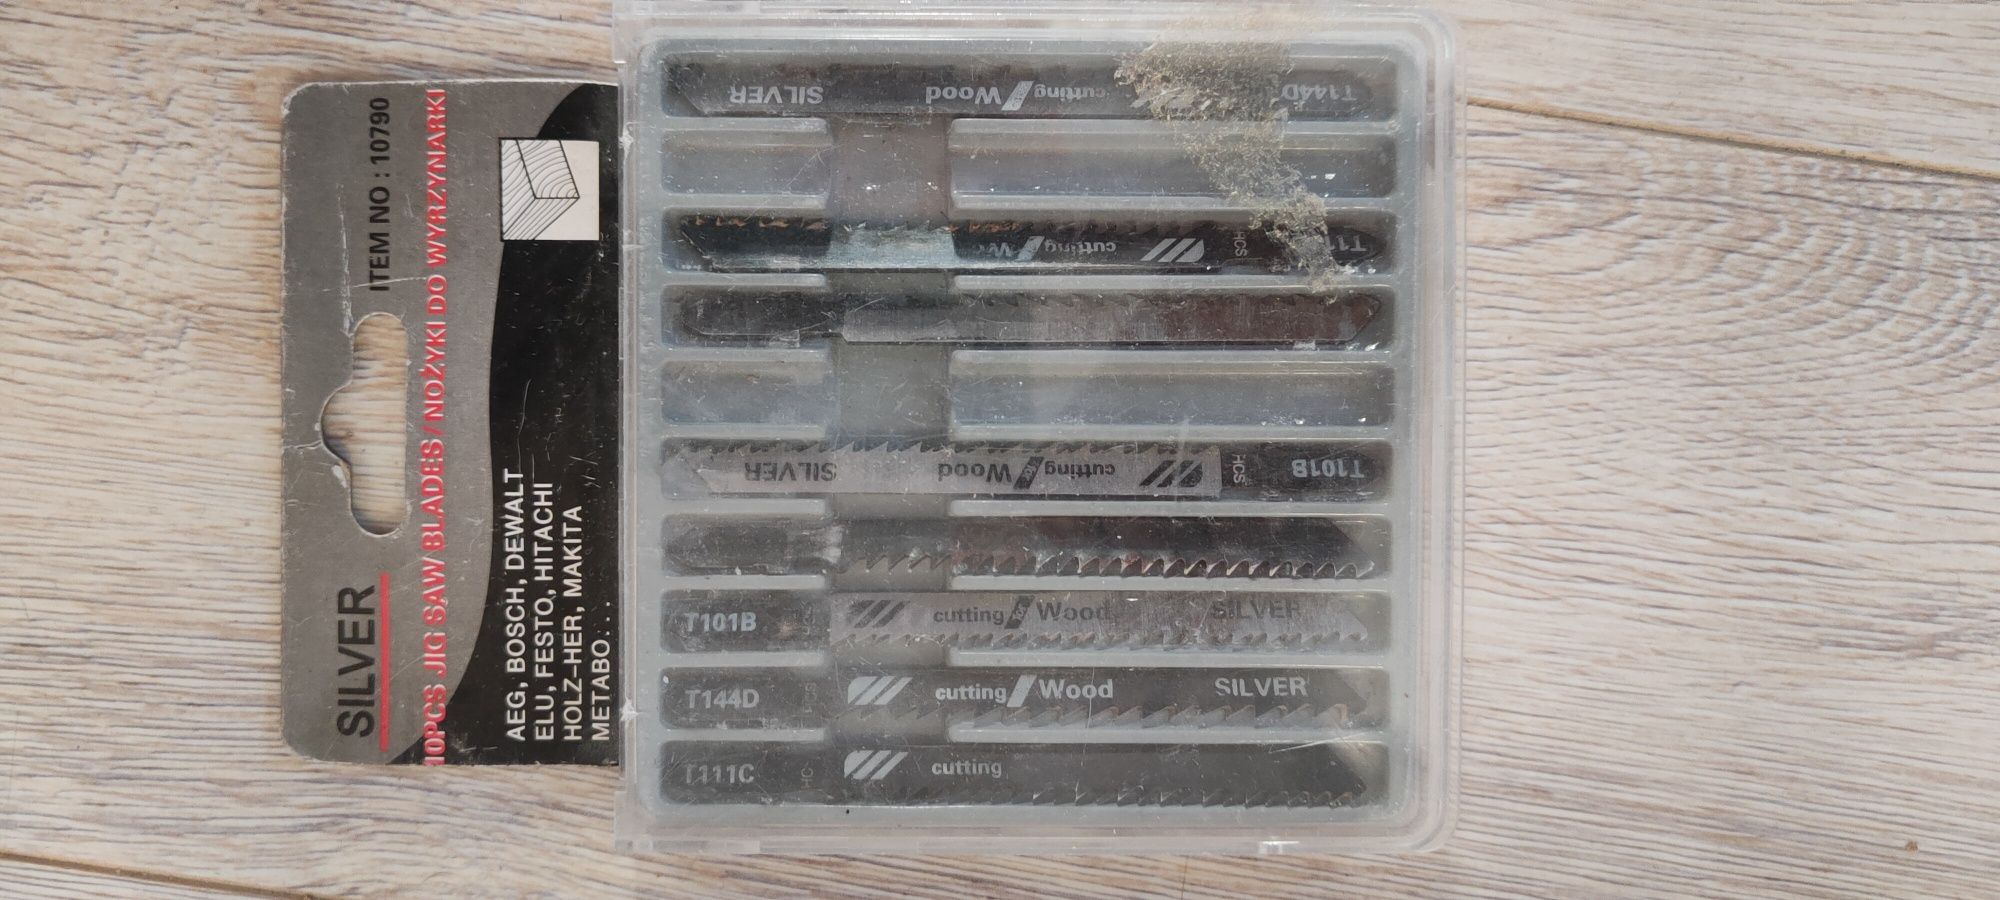 SILVER
ITEM NO : 10790
10PCS JIG SAW BLADES/NOŻYKI DO WYRZYNARKI
AEG, BOSCH, DEWALT
ELU, FESTO, HITACHI
HOLZ-HER, MAKITA
METABO...
T144D cutting Wood SILVER
HCS cutting
T101B HCS cutting Wood SILVER
T101B cutting Wood SILVER
T144D cutting Wood SILVER
T111C cutting